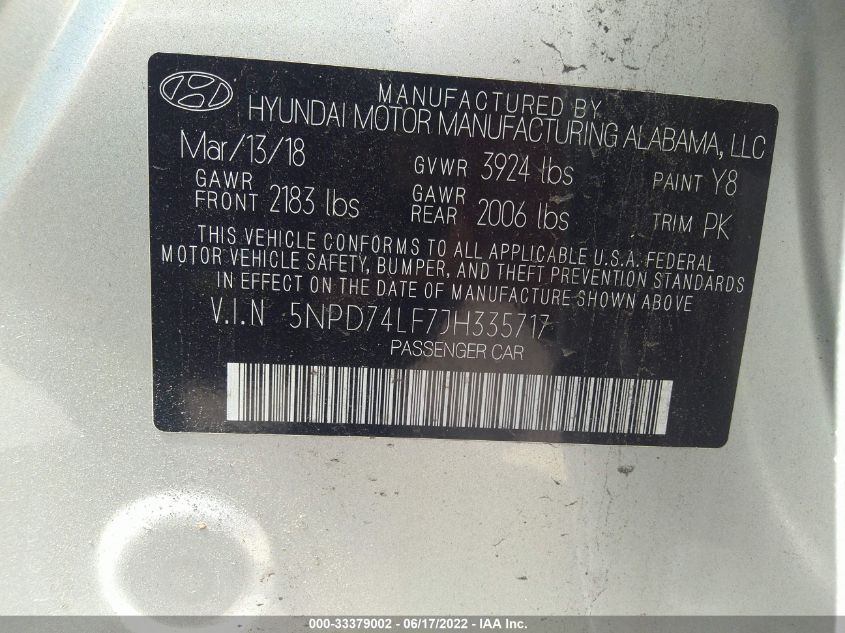 MANUFACTURED BY
HYUNDAI MOTOR MANUFACTURING ALABAMA, LLC
Mar/13/18 GVWR 3924 lbs PAINT Y8
GAWR FRONT 2183 lbs GAWR REAR 2006 lbs TRIM PK
THIS VEHICLE CONFORMS TO ALL APPLICABLE U.S.A. FEDERAL
MOTOR VEHICLE SAFETY, BUMPER, AND THEFT PREVENTION STANDARDS
IN EFFECT ON THE DATE OF MANUFACTURE SHOWN ABOVE
V.I.N 5NPD74LF7JH335717
PASSENGER CAR
000-33379002 - 06/17/2022 - IAA Inc.